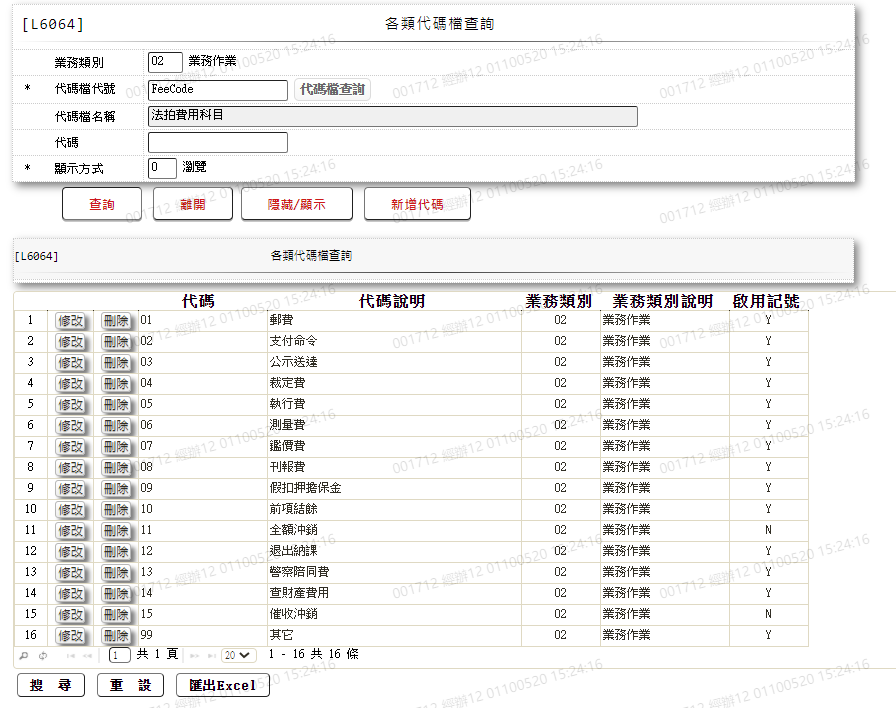 [L6064] 各類代碼檔查詢
業務類別 02 業務作業
* 代碼檔代號 FeeCode 代碼檔查詢
代碼檔名稱 法拍費用科目
代碼
* 顯示方式 0 瀏覽
查詢 離開 隱藏/顯示 新增代碼
[L6064] 各類代碼檔查詢
代碼 代碼說明 業務類別 業務類別說明 啟用記號
1 修改 刪除 01 郵費 02 業務作業 Y
2 修改 刪除 02 支付命令 02 業務作業 Y
3 修改 刪除 03 公示送達 02 業務作業 Y
4 修改 刪除 04 裁定費 02 業務作業 Y
5 修改 刪除 05 執行費 02 業務作業 Y
6 修改 刪除 06 測量費 02 業務作業 Y
7 修改 刪除 07 鑑價費 02 業務作業 Y
8 修改 刪除 08 刊報費 02 業務作業 Y
9 修改 刪除 09 假扣押擔保金 02 業務作業 Y
10 修改 刪除 10 前項結餘 02 業務作業 Y
11 修改 刪除 11 全額沖銷 02 業務作業 N
12 修改 刪除 12 退出納課 02 業務作業 Y
13 修改 刪除 13 警察陪同費 02 業務作業 Y
14 修改 刪除 14 查財產費用 02 業務作業 Y
15 修改 刪除 15 催收沖銷 02 業務作業 N
16 修改 刪除 99 其它 02 業務作業 Y
1 共 1 頁 20 1 - 16 共 16 條
搜 尋 重 設 匯出Excel
001712 經辦12 01100520 15:24:16